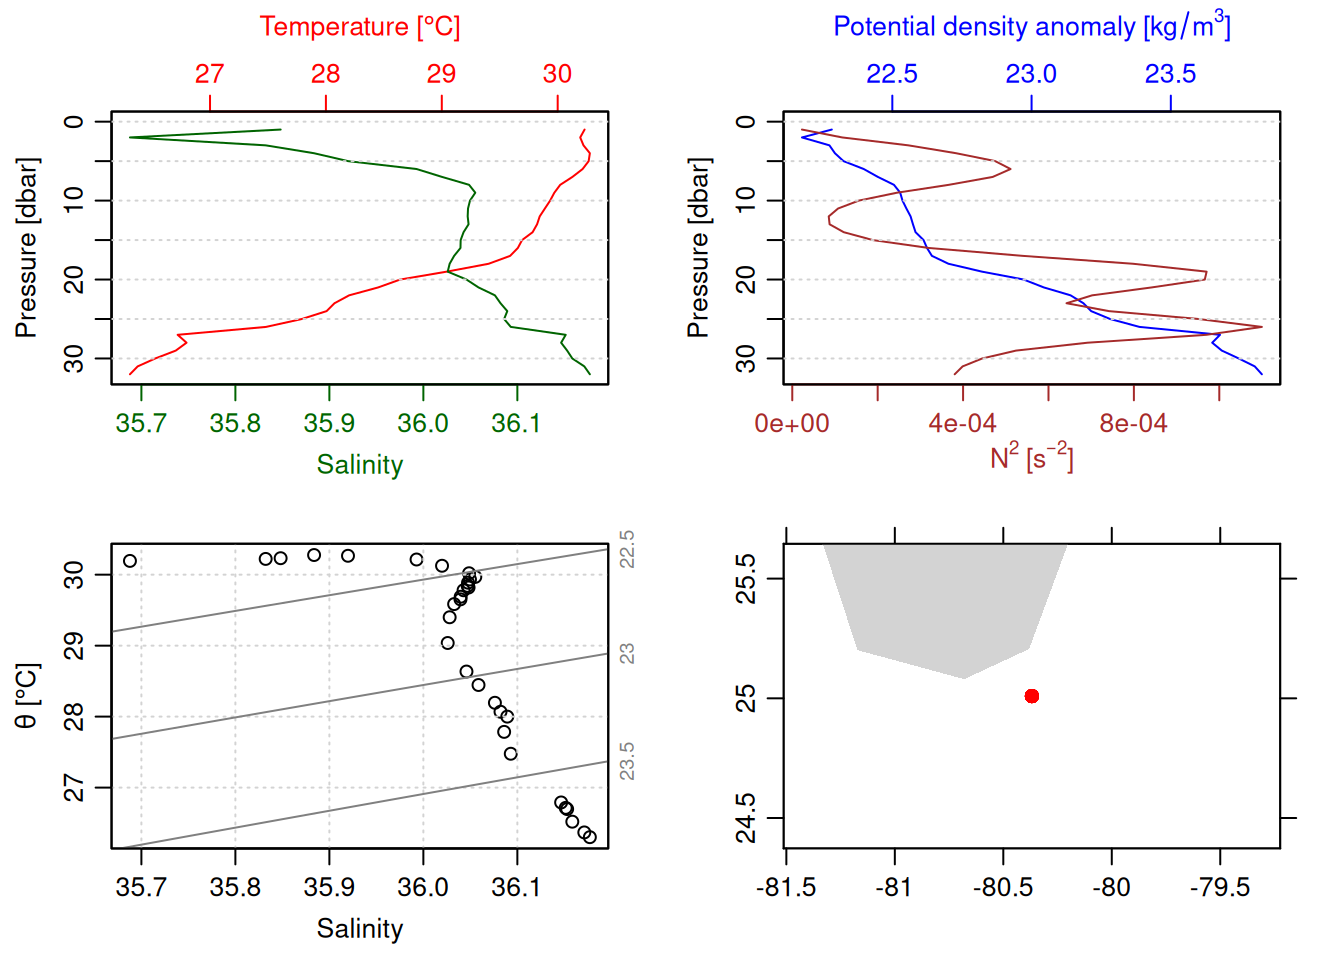 Temperature [°C]
27 28 29 30
Pressure [dbar]
0
10
20
30
35.7 35.8 35.9 36.0 36.1
Salinity
Potential density anomaly [kg/m³]
22.5 23.0 23.5
Pressure [dbar]
0
10
20
30
0e+00 4e-04 8e-04
N² [s⁻²]
θ [°C]
30
29
28
27
22.5
23
23.5
35.7 35.8 35.9 36.0 36.1
Salinity
25.5
25
24.5
-81.5 -81 -80.5 -80 -79.5